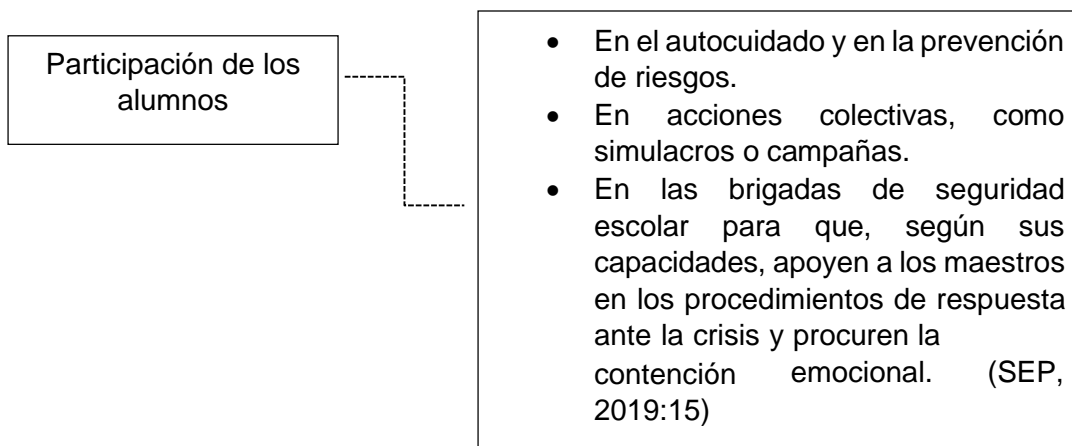 Participación de los
alumnos
• En el autocuidado y en la prevención
de riesgos.
• En acciones colectivas, como
simulacros o campañas.
• En las brigadas de seguridad
escolar para que, según sus
capacidades, apoyen a los maestros
en los procedimientos de respuesta
ante la crisis y procuren la
contención emocional. (SEP,
2019:15)